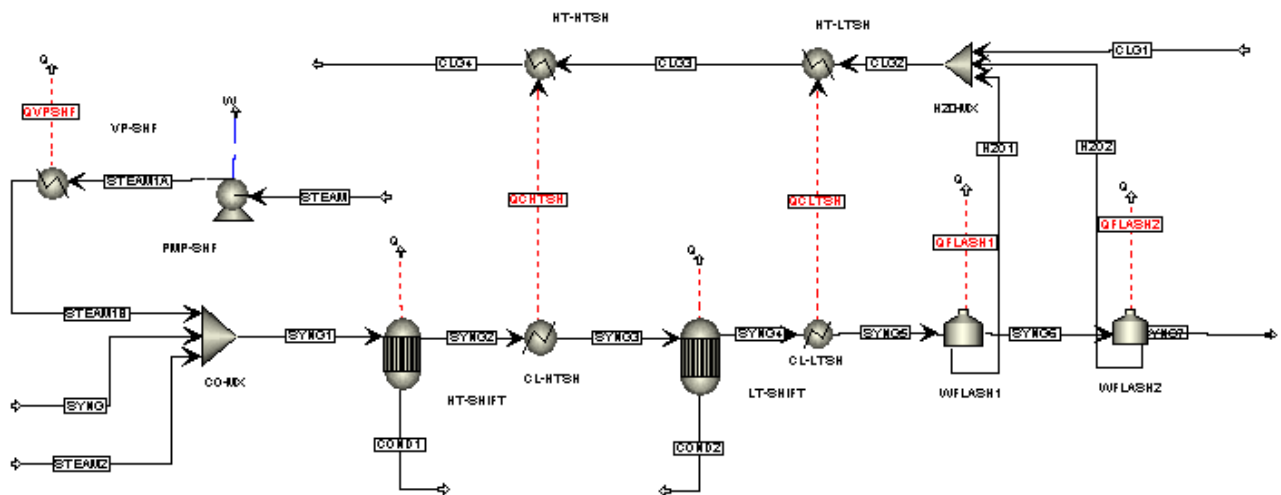 HT-HTSH
HT-LTSH
Q
CLG4
CLG3
CLG2
CLG1
QVPSHF
W
H2O-MX
VP-SHF
H2O1
H2O2
STEAM1A
STEAM
QCHTSH
QCLTSH
Q
Q
QFLASH1
QFLASH2
PMP-SHF
Q
Q
STEAM1B
SYNG1
SYNG2
SYNG3
SYNG4
SYNG5
SYNG6
SYNG7
CO-MX
CL-HTSH
CL-LTSH
HT-SHIFT
LT-SHIFT
WFLASH1
WFLASH2
SYNG
COND1
COND2
STEAM2